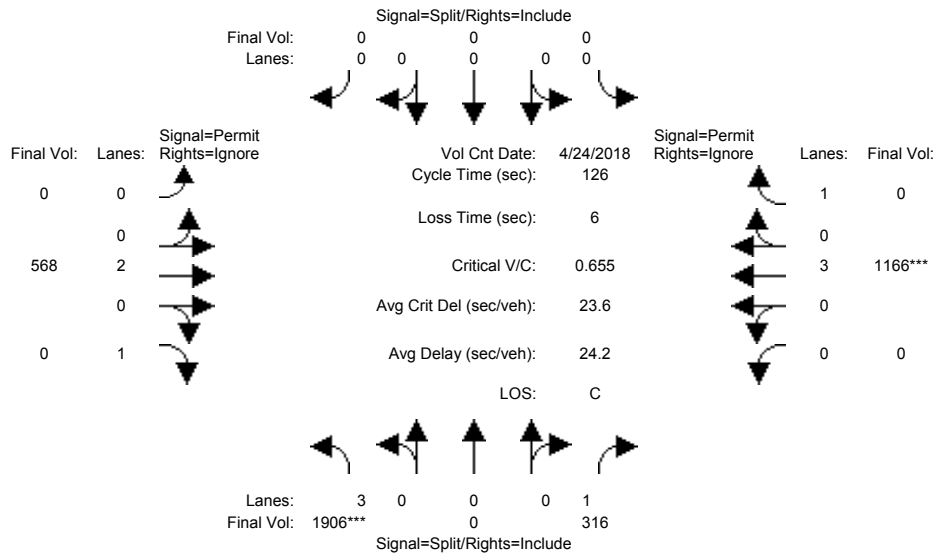 Signal=Split/Rights=Include
Final Vol: 0 0 0
Lanes: 0 0 0 0 0
Signal=Permit
Final Vol: Lanes: Rights=Ignore
Vol Cnt Date: 4/24/2018
Signal=Permit
Rights=Ignore Lanes: Final Vol:
Cycle Time (sec): 126
0 0
1 0
Loss Time (sec): 6
0
0
568 2
Critical V/C: 0.655
3 1166***
0
Avg Crit Del (sec/veh): 23.6
0
0 1
Avg Delay (sec/veh): 24.2
0 0
LOS: C
Lanes: 3 0 0 0 1
Final Vol: 1906*** 0 316
Signal=Split/Rights=Include